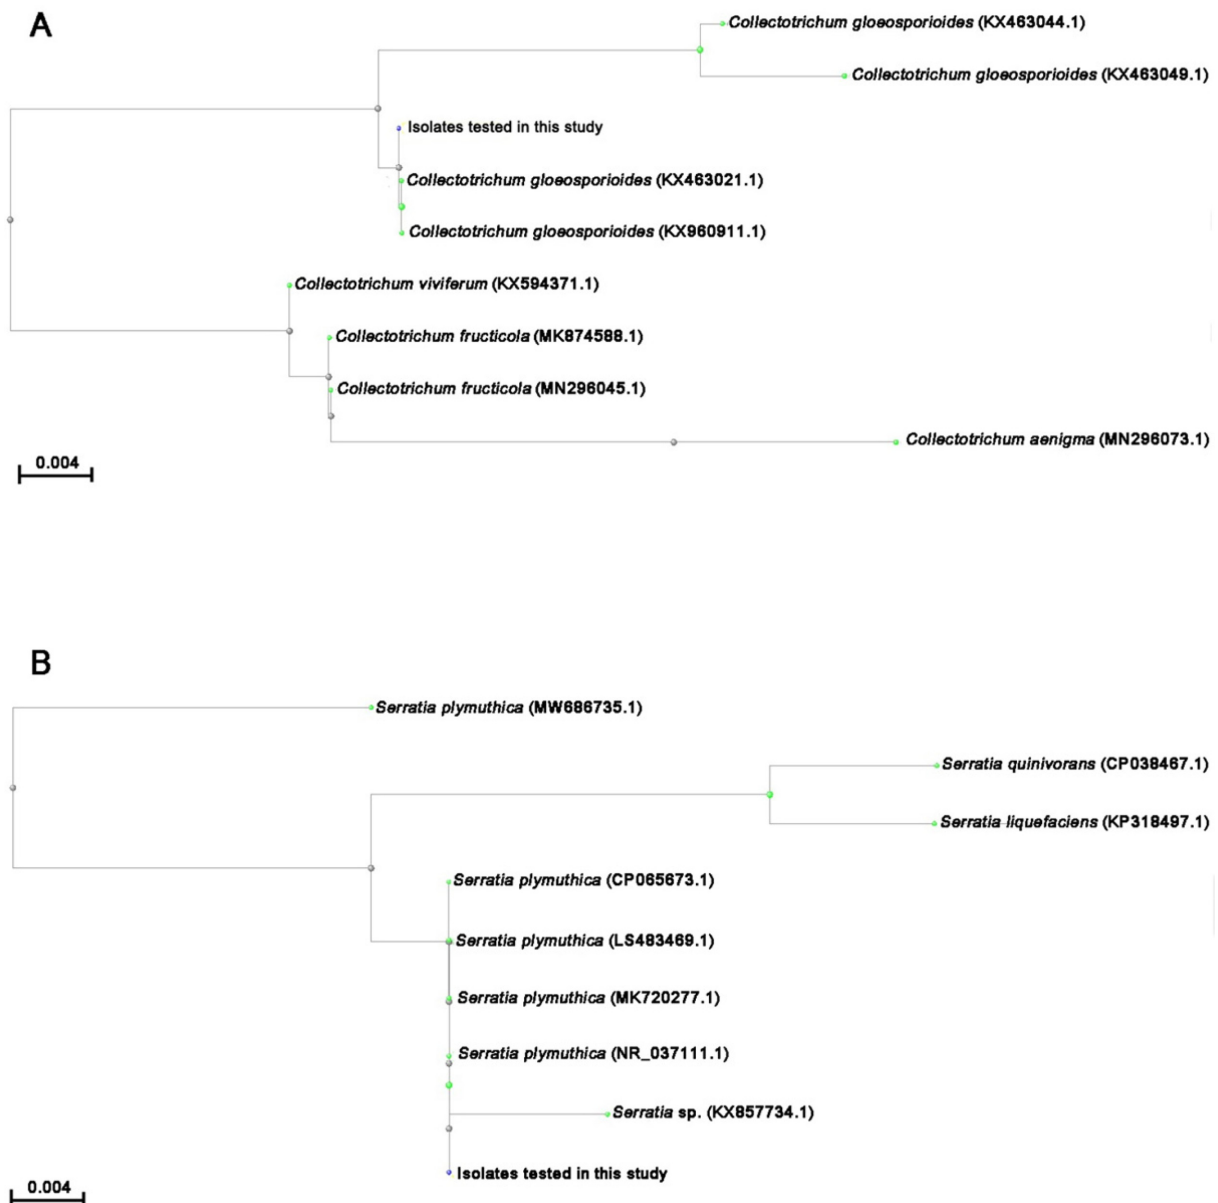 A
Collectotrichum gloeosporioides (KX463044.1)
Collectotrichum gloeosporioides (KX463049.1)
Isolates tested in this study
Collectotrichum gloeosporioides (KX463021.1)
Collectotrichum gloeosporioides (KX960911.1)
Collectotrichum viviferum (KX594371.1)
Collectotrichum fructicola (MK874588.1)
Collectotrichum fructicola (MN296045.1)
Collectotrichum aenigma (MN296073.1)
0.004
B
Serratia plymuthica (MW686735.1)
Serratia quinivorans (CP038467.1)
Serratia liquefaciens (KP318497.1)
Serratia plymuthica (CP065673.1)
Serratia plymuthica (LS483469.1)
Serratia plymuthica (MK720277.1)
Serratia plymuthica (NR_037111.1)
Serratia sp. (KX857734.1)
Isolates tested in this study
0.004